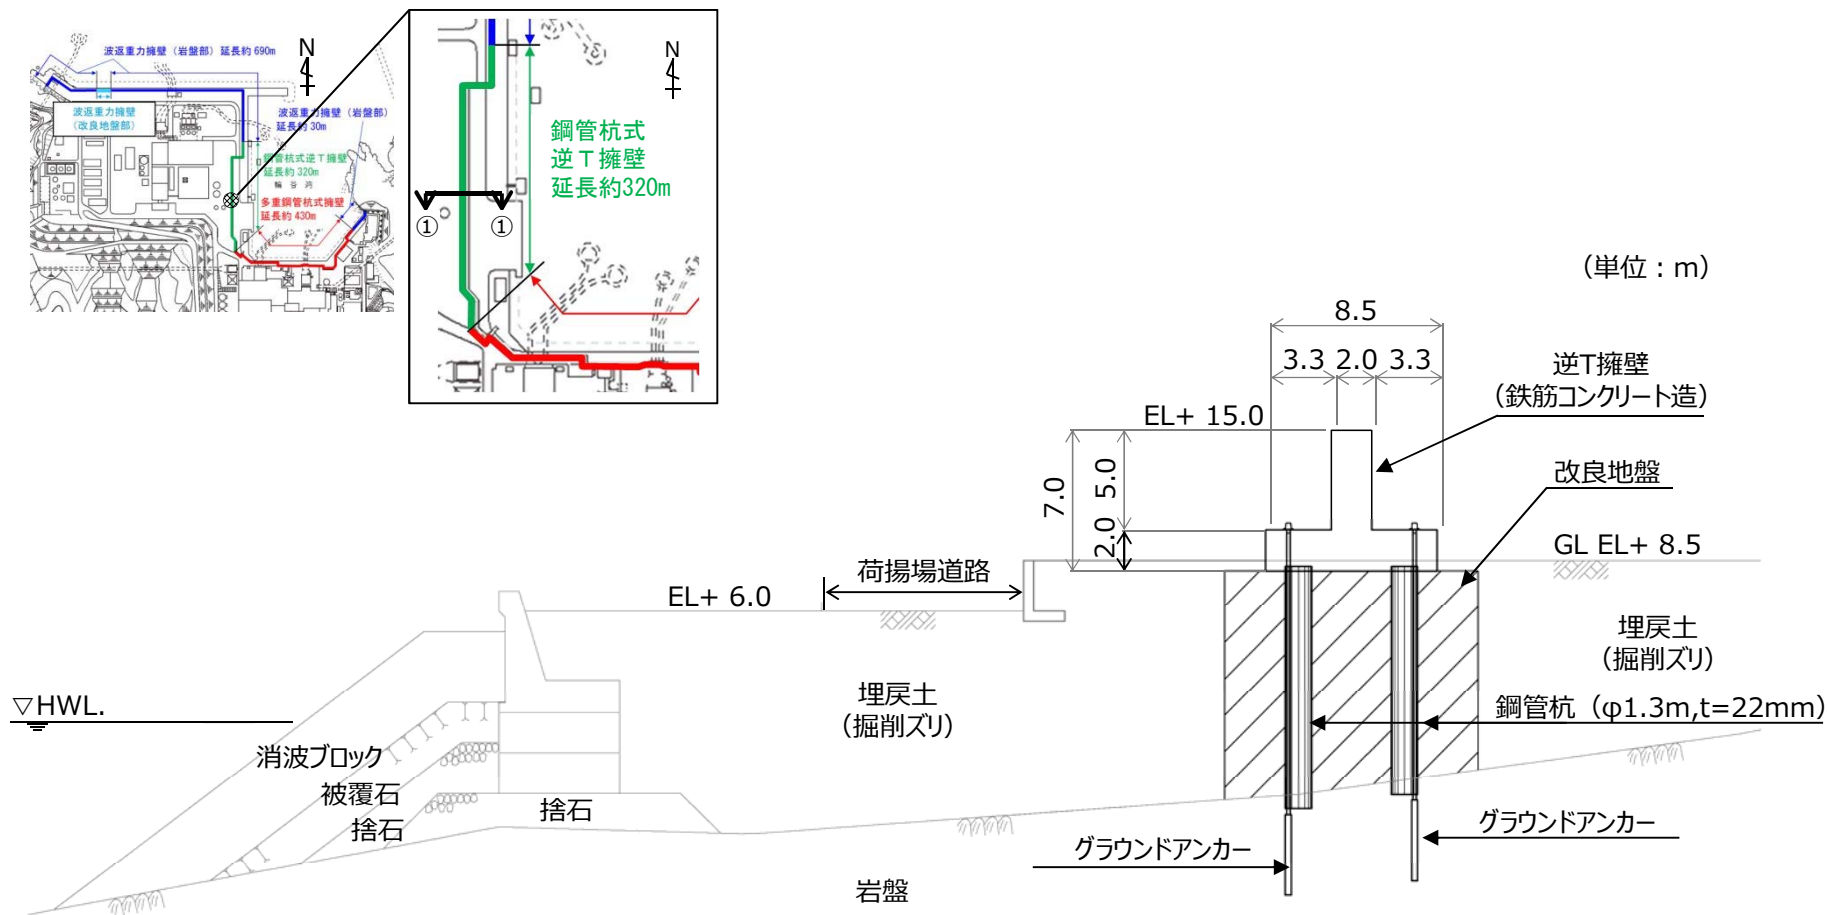 波返重力擁壁（岩盤部）延長約690m
N
波返重力擁壁
（改良地盤部）
波返重力擁壁（岩盤部）
延長約30m
鋼管杭式逆T擁壁
延長約320m
輪谷湾
多重鋼管杭式擁壁
延長約430m
N
鋼管杭式
逆T擁壁
延長約320m
①
①
（単位：m）
8.5
3.3
2.0
3.3
逆T擁壁
（鉄筋コンクリート造）
EL+ 15.0
7.0
5.0
2.0
改良地盤
GL EL+ 8.5
荷揚場道路
EL+ 6.0
埋戻土
（掘削ズリ）
埋戻土
（掘削ズリ）
▽HWL.
鋼管杭（φ1.3m,t=22mm）
消波ブロック
被覆石
捨石
捨石
グラウンドアンカー
グラウンドアンカー
岩盤